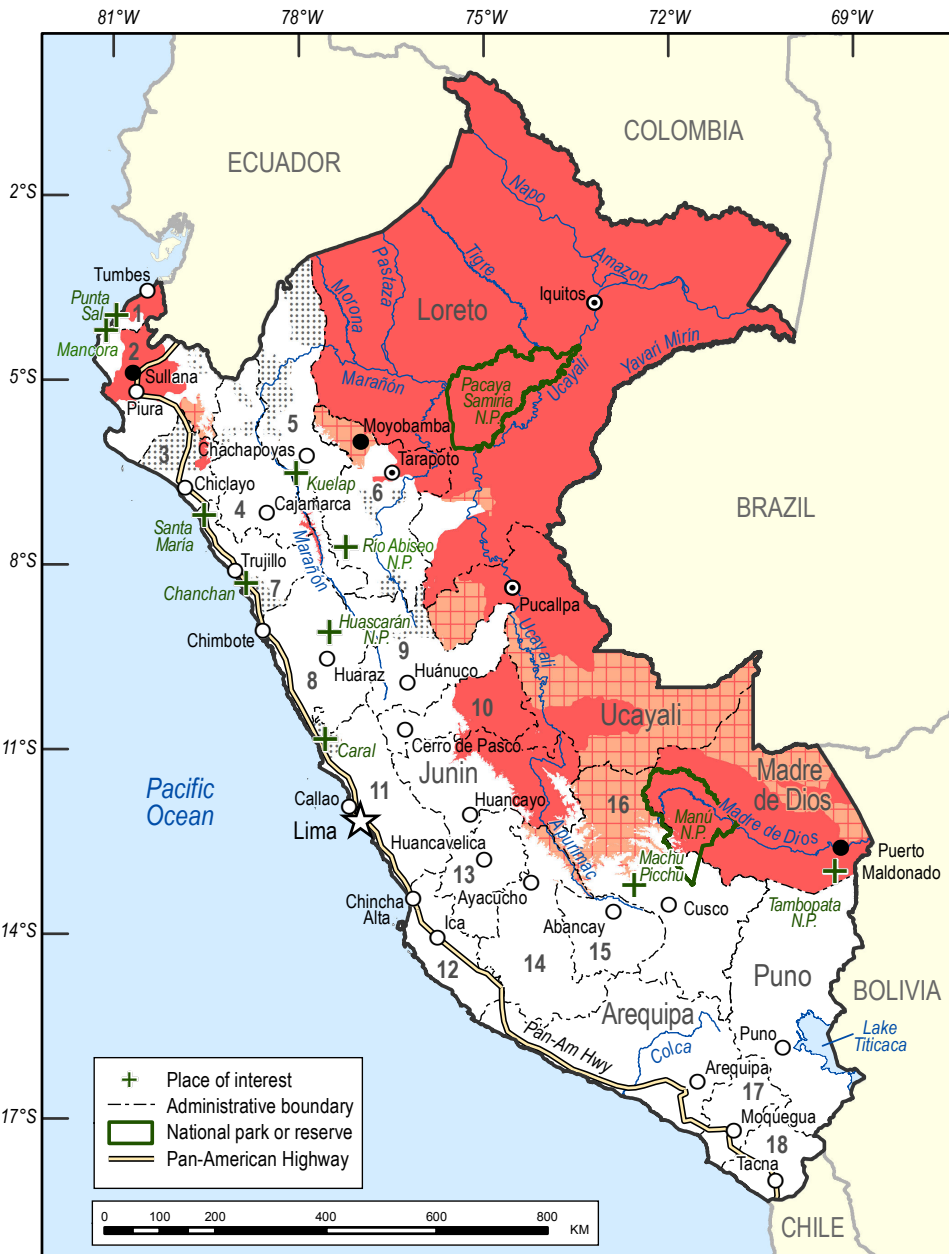 81°W
78°W
75°W
72°W
69°W
COLOMBIA
ECUADOR
2°S
Napo
Tumbes
Pastaza
Tigre
Amazon
Punta
Sal
Morona
Iquitos
1
Loreto
Mancora
2
Yavari Mirín
5°S
Sullana
Marañón
Pacaya
Samiria
N.P.
Ucayali
Piura
5
Moyobamba
3
Chachapoyas
Tarapoto
Chiclayo
Kuelap
6
4
Cajamarca
BRAZIL
Santa
María
Marañón
Río Abiseo
N.P.
8°S
Trujillo
7
Chanchan
Pucallpa
Huascarán
N.P.
Chimbote
9
Ucayali
8
Huaraz
Huánuco
10
Ucayali
11°S
Caral
Cerro de Pasco
Junin
Madre
de Dios
Pacific
Ocean
11
16
Callao
Huancayo
Manú
N.P.
Madre de Dios
Lima
Apurimac
Huancavelica
Machu
Picchu
Puerto
Maldonado
13
Ayacucho
Chincha
Alta
Tambopata
N.P.
Cusco
Ica
Abancay
14°S
15
12
14
Puno
BOLIVIA
Arequipa
Pan-Am Hwy
Colca
Puno
Lake
Titicaca
Arequipa
17
17°S
Moquegua
18
Tacna
CHILE
Place of interest
Administrative boundary
National park or reserve
Pan-American Highway
0 100 200 400 600 800
KM